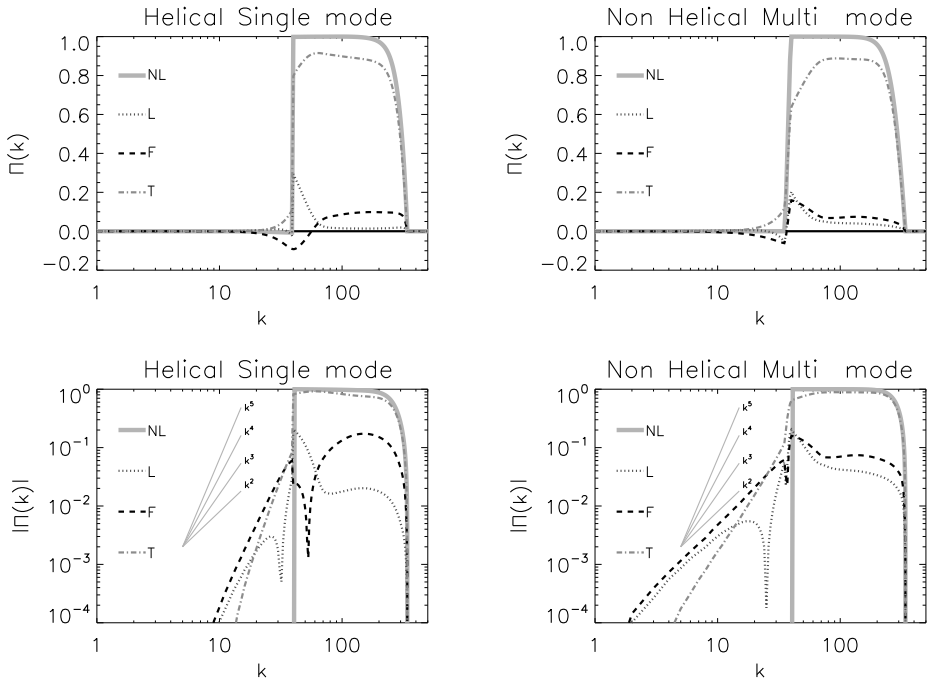 Helical Single mode
1.0
0.8
0.6
0.4
0.2
0.0
−0.2
Π(k)
NL
L
F
T
1
10
100
k
Non Helical Multi mode
1.0
0.8
0.6
0.4
0.2
0.0
−0.2
Π(k)
NL
L
F
T
1
10
100
k
Helical Single mode
10⁰
10⁻¹
10⁻²
10⁻³
10⁻⁴
|Π(k)|
NL
L
F
T
k⁵
k⁴
k³
k²
1
10
100
k
Non Helical Multi mode
10⁰
10⁻¹
10⁻²
10⁻³
10⁻⁴
|Π(k)|
NL
L
F
T
k⁵
k⁴
k³
k²
1
10
100
k